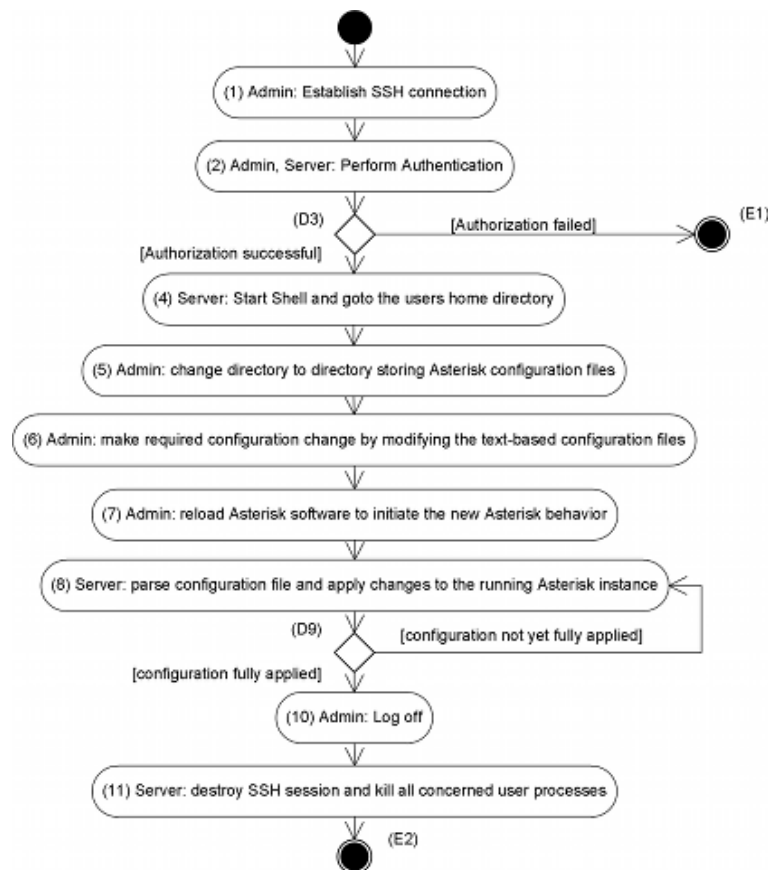 (1) Admin: Establish SSH connection
(2) Admin, Server: Perform Authentication
(D3)
[Authorization failed]
(E1)
[Authorization successful]
(4) Server: Start Shell and goto the users home directory
(5) Admin: change directory to directory storing Asterisk configuration files
(6) Admin: make required configuration change by modifying the text-based configuration files
(7) Admin: reload Asterisk software to initiate the new Asterisk behavior
(8) Server: parse configuration file and apply changes to the running Asterisk instance
(D9)
[configuration not yet fully applied]
[configuration fully applied]
(10) Admin: Log off
(11) Server: destroy SSH session and kill all concerned user processes
(E2)